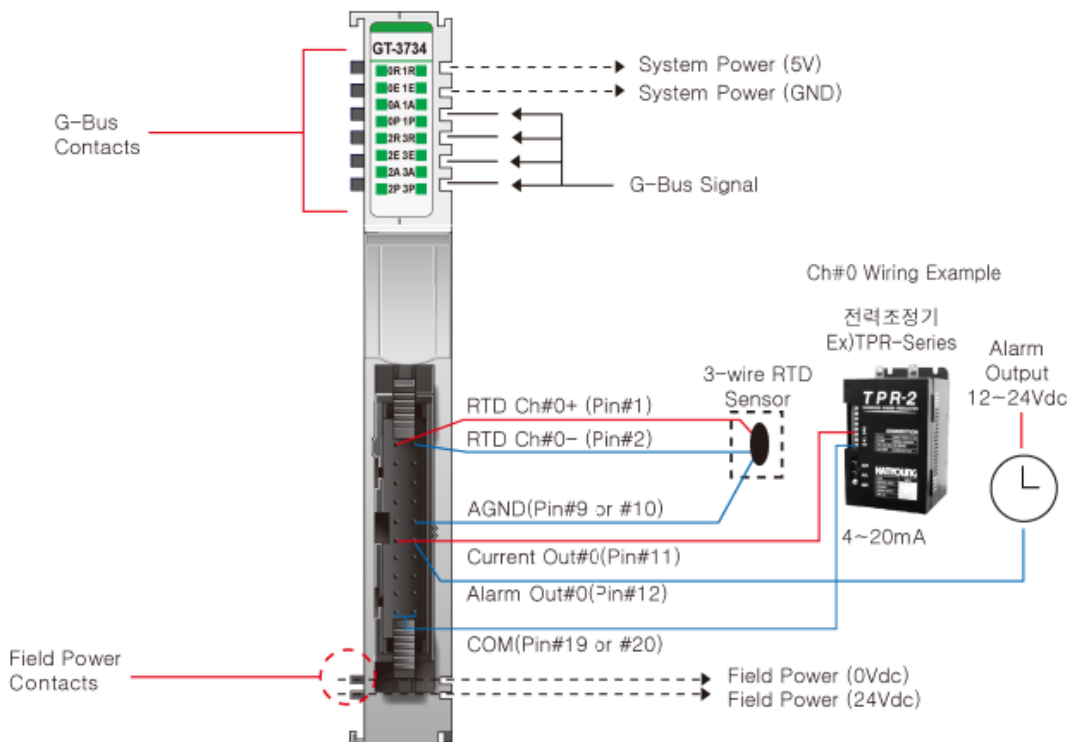 GT-3734
0R 1R
0E 1E
0A 1A
0P 1P
2R 3R
2E 3E
2A 3A
2P 3P
System Power (5V)
System Power (GND)
G-Bus
Contacts
G-Bus Signal
Ch#0 Wiring Example
전력조정기
Ex)TPR-Series
Alarm
Output
12~24Vdc
3-wire RTD
Sensor
TPR-2
HANYOUNG
RTD Ch#0+ (Pin#1)
RTD Ch#0- (Pin#2)
AGND(Pin#9 or #10)
4~20mA
Current Out#0(Pin#11)
Alarm Out#0(Pin#12)
COM(Pin#19 or #20)
Field Power
Contacts
Field Power (0Vdc)
Field Power (24Vdc)